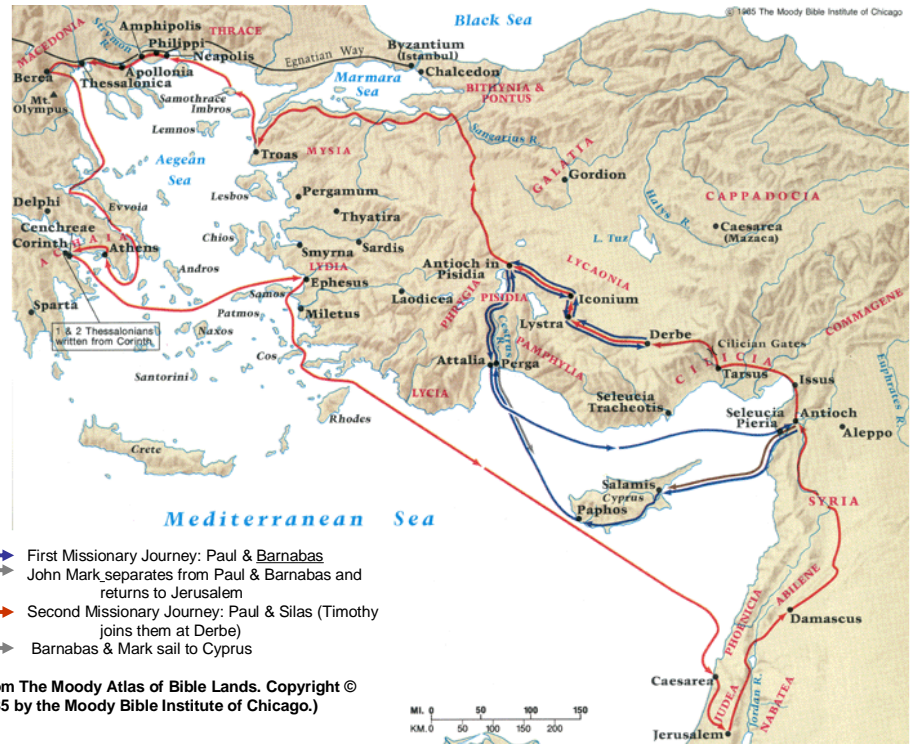 © 1985 The Moody Bible Institute of Chicago
Black Sea
Amphipolis
Philippi
THRACE
MACEDONIA
Strymon R.
Neapolis
Egnatian Way
Byzantium
(Istanbul)
Chalcedon
Berea
Apollonia
Thessalonica
Marmara
Sea
BITHYNIA &
PONTUS
Mt.
Olympus
Samothrace
Imbros
Lemnos
Sangarius R.
Troas
MYSIA
Aegean
Sea
GALATIA
Gordion
Halys R.
CAPPADOCIA
Lesbos
Pergamum
Delphi
Evvoia
Thyatira
Caesarea
(Mazaca)
Cenchreae
Corinth
ACHAIA
Athens
Chios
Smyrna
Sardis
L. Tuz
Andros
LYDIA
Ephesus
Antioch in
Pisidia
LYCAONIA
Samos
Laodicea
PHRYGIA
PISIDIA
Iconium
COMMAGENE
Sparta
Patmos
Miletus
Lystra
Derbe
1 & 2 Thessalonians
written from Corinth
Naxos
Cestrus R.
PAMPHYLIA
Cilician Gates
CILICIA
Tarsus
Cos
Attalia
Perga
Issus
Euphrates R.
Santorini
LYCIA
Seleucia
Tracheotis
Seleucia
Pieria
Antioch
Aleppo
Rhodes
Crete
Salamis
Cyprus
Paphos
SYRIA
Mediterranean Sea
First Missionary Journey: Paul & Barnabas
John Mark separates from Paul & Barnabas and
returns to Jerusalem
Second Missionary Journey: Paul & Silas (Timothy
joins them at Derbe)
Barnabas & Mark sail to Cyprus
PHOENICIA
ABILENE
Damascus
om The Moody Atlas of Bible Lands. Copyright ©
85 by the Moody Bible Institute of Chicago.)
Caesarea
JUDEA
Jordan R.
NABATEA
Jerusalem
MI. 0 50 100 150
KM. 0 50 100 150 200